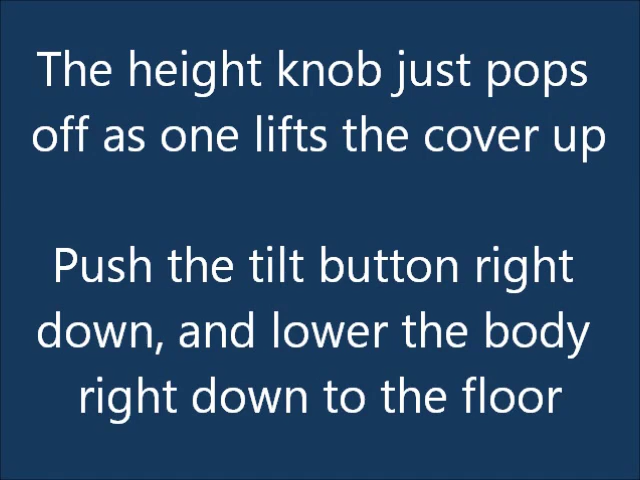 The height knob just pops
off as one lifts the cover up
Push the tilt button right
down, and lower the body
right down to the floor